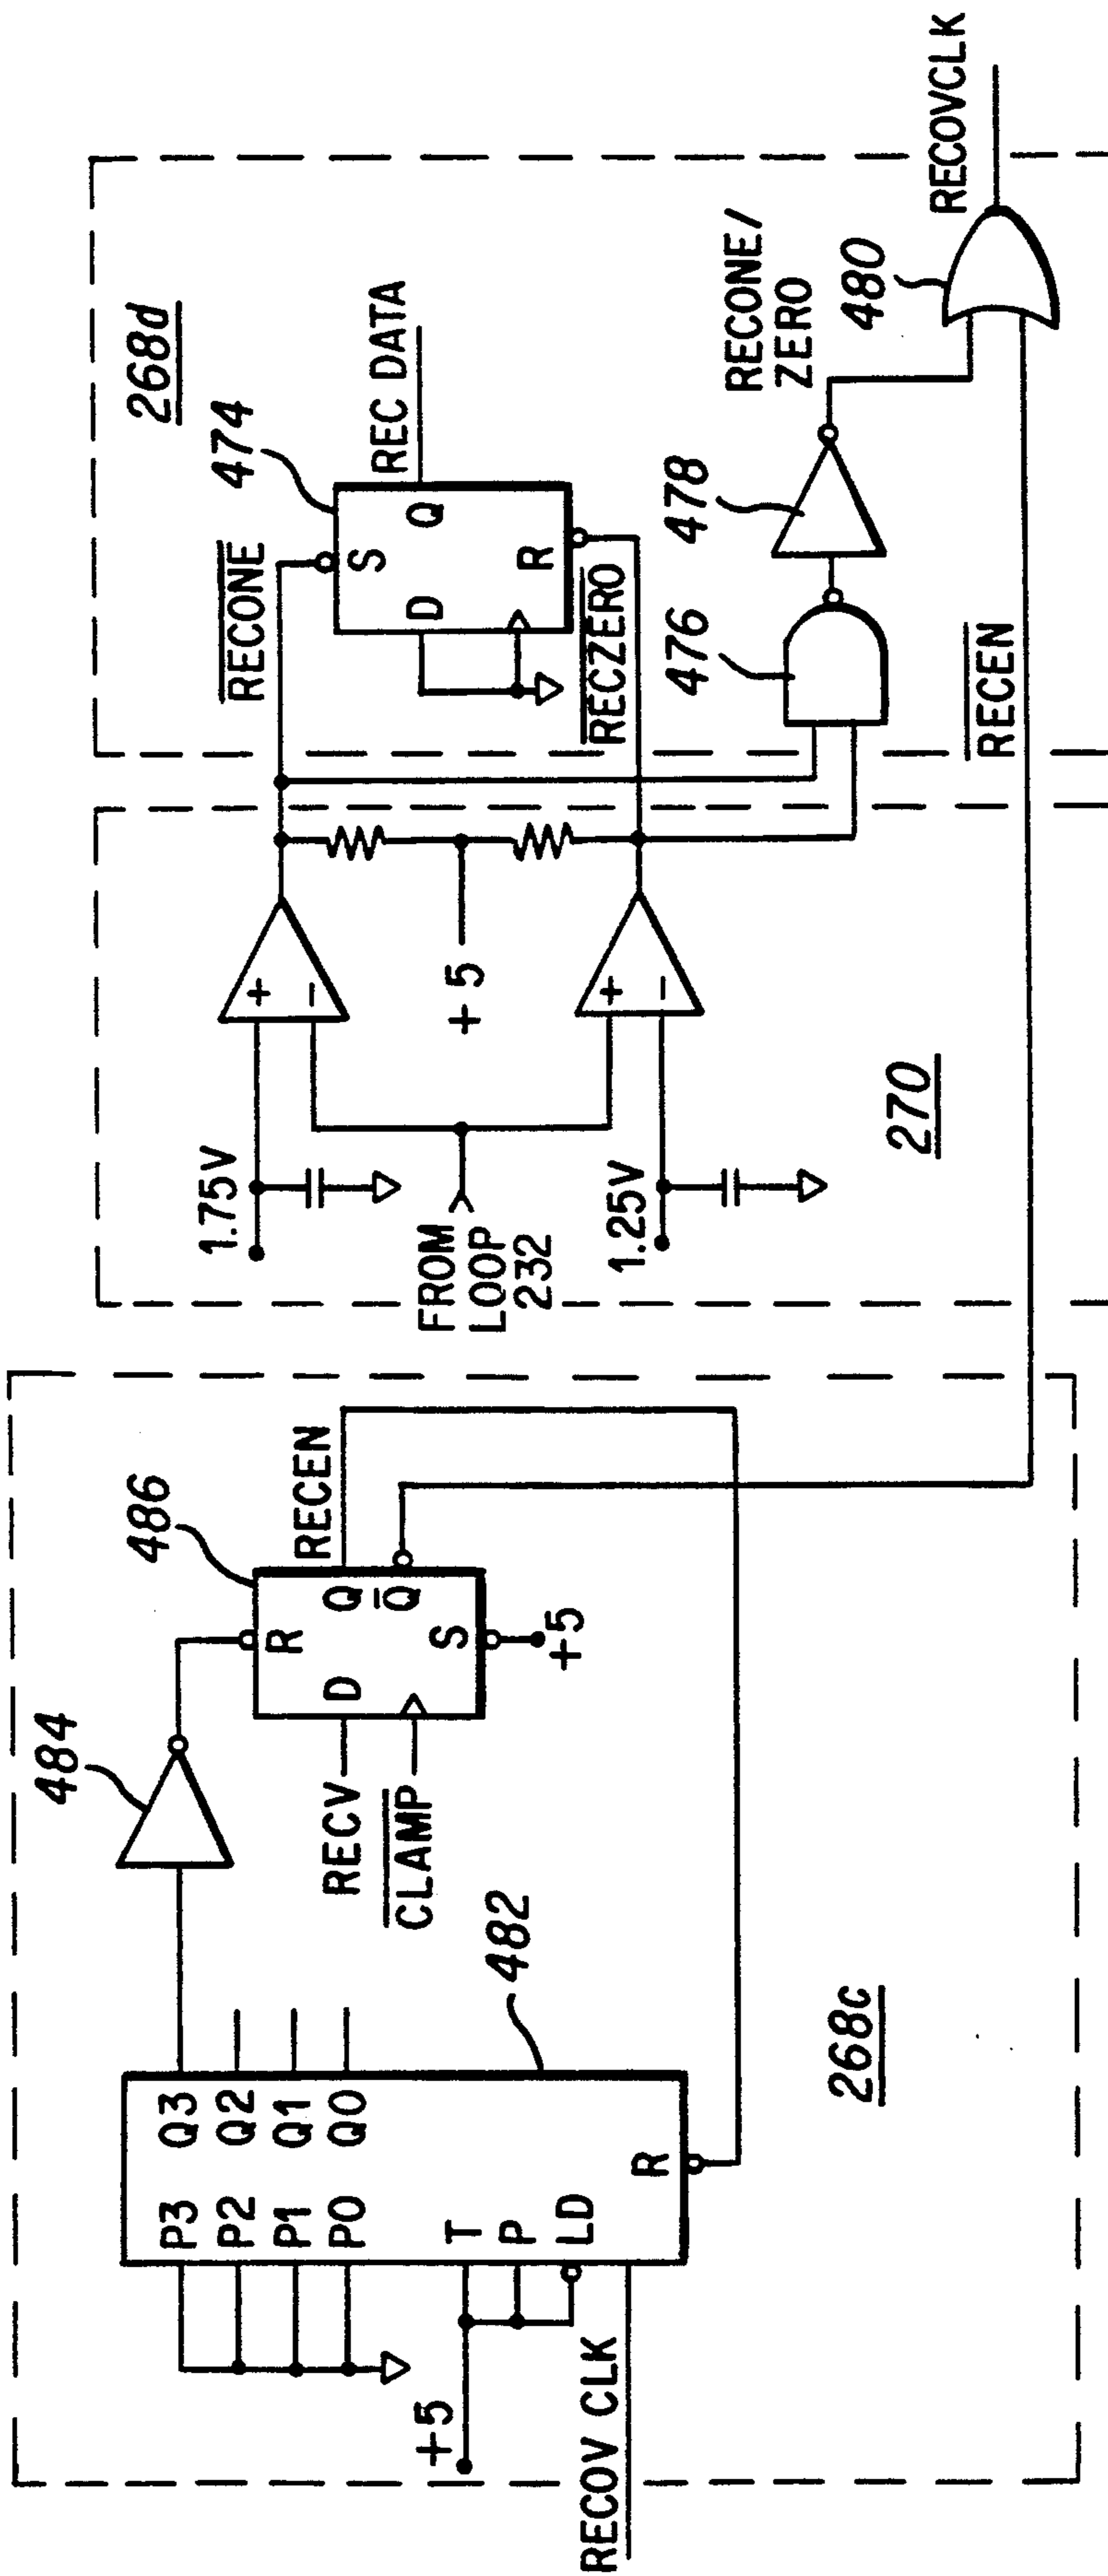 268c
482
P3
P2
P1
P0
T
P
LD
R
Q3
Q2
Q1
Q0
+5
RECOV CLK
484
486
R
D
Q
Q
S
RECV
CLAMP
+5
RECEN
270
1.75V
FROM
LOOP
232
1.25V
+
-
+
-
+5
268d
RECONE
474
S
D
Q
R
REC DATA
RECZERO
476
478
RECONE/
ZERO
480
RECEN
RECOVCLK